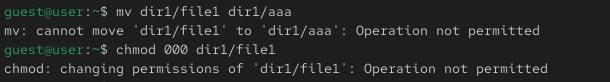 guest@user:~$ mv dir1/file1 dir1/aaa
mv: cannot move 'dir1/file1' to 'dir1/aaa': Operation not permitted
guest@user:~$ chmod 000 dir1/file1
chmod: changing permissions of 'dir1/file1': Operation not permitted